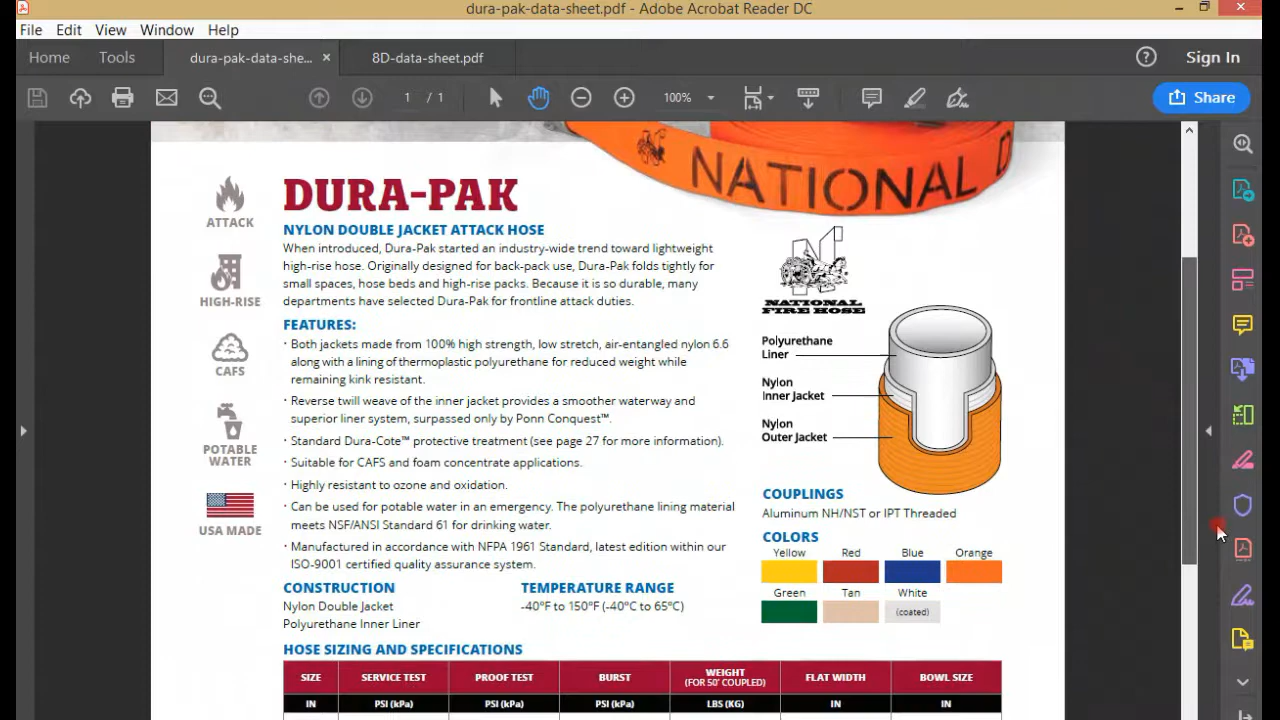 dura-pak-data-sheet.pdf - Adobe Acrobat Reader DC
File Edit View Window Help
Home Tools dura-pak-data-she... × 8D-data-sheet.pdf Sign In
1 / 1 100% Share
NATIONAL D
DURA-PAK
ATTACK
NYLON DOUBLE JACKET ATTACK HOSE
When introduced, Dura-Pak started an industry-wide trend toward lightweight
high-rise hose. Originally designed for back-pack use, Dura-Pak folds tightly for
small spaces, hose beds and high-rise packs. Because it is so durable, many
departments have selected Dura-Pak for frontline attack duties.
HIGH-RISE
NATIONAL
FIRE HOSE
FEATURES:
· Both jackets made from 100% high strength, low stretch, air-entangled nylon 6.6
along with a lining of thermoplastic polyurethane for reduced weight while
remaining kink resistant.
CAFS
· Reverse twill weave of the inner jacket provides a smoother waterway and
superior liner system, surpassed only by Ponn Conquest™.
· Standard Dura-Cote™ protective treatment (see page 27 for more information).
POTABLE
WATER
· Suitable for CAFS and foam concentrate applications.
· Highly resistant to ozone and oxidation.
· Can be used for potable water in an emergency. The polyurethane lining material
meets NSF/ANSI Standard 61 for drinking water.
USA MADE
· Manufactured in accordance with NFPA 1961 Standard, latest edition within our
ISO-9001 certified quality assurance system.
Polyurethane
Liner
Nylon
Inner Jacket
Nylon
Outer Jacket
COUPLINGS
Aluminum NH/NST or IPT Threaded
COLORS
Yellow Red Blue Orange
Green Tan White
(coated)
CONSTRUCTION
Nylon Double Jacket
Polyurethane Inner Liner
TEMPERATURE RANGE
-40°F to 150°F (-40°C to 65°C)
HOSE SIZING AND SPECIFICATIONS
SIZE SERVICE TEST PROOF TEST BURST WEIGHT (FOR 50' COUPLED) FLAT WIDTH BOWL SIZE
IN PSI (kPa) PSI (kPa) PSI (kPa) LBS (KG) IN IN